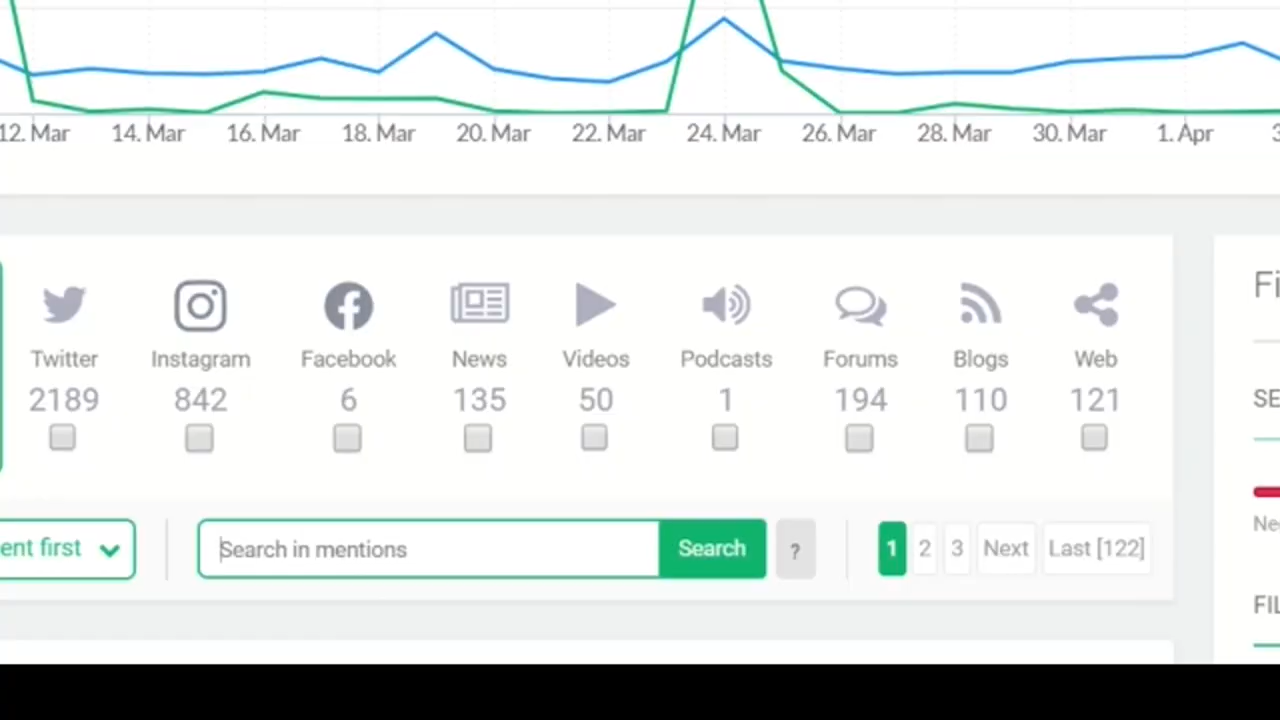 12. Mar 14. Mar 16. Mar 18. Mar 20. Mar 22. Mar 24. Mar 26. Mar 28. Mar 30. Mar 1. Apr 3
Fi
Twitter Instagram Facebook News Videos Podcasts Forums Blogs Web
2189 842 6 135 50 1 194 110 121
SE
Ne
ent first Search in mentions Search ? 1 2 3 Next Last [122]
FIL